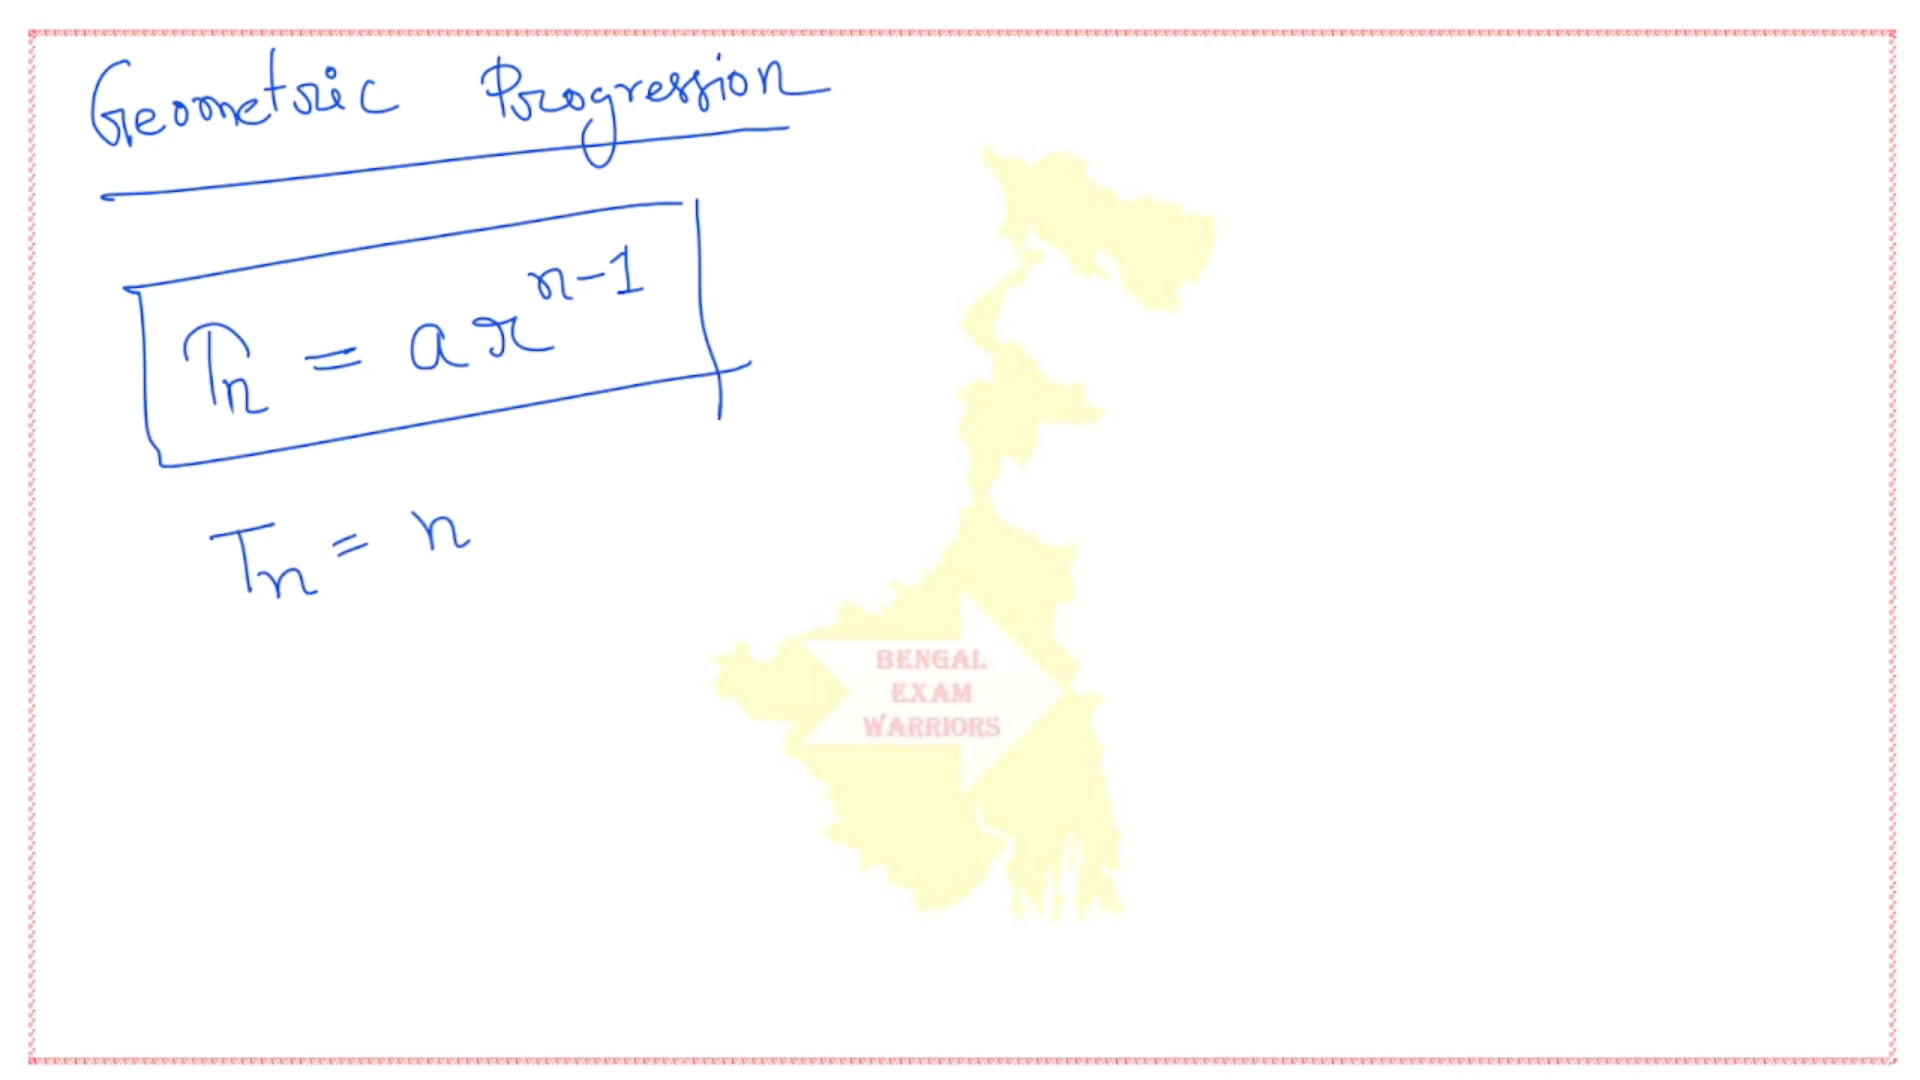 Geometric Progression
Tn = ar^n-1
Tn = n
BENGAL
EXAM
WARRIORS